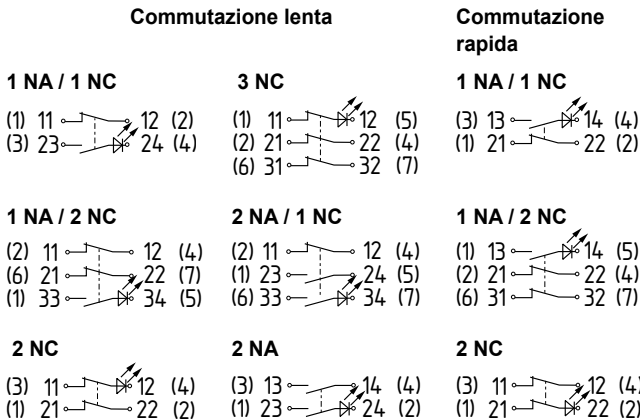 Commutazione lenta
Commutazione
rapida
1 NA / 1 NC
3 NC
1 NA / 1 NC
(1) 11 12 (2)
(3) 23 24 (4)
(1) 11 12 (5)
(2) 21 22 (4)
(6) 31 32 (7)
(3) 13 14 (4)
(1) 21 22 (2)
1 NA / 2 NC
2 NA / 1 NC
1 NA / 2 NC
(2) 11 12 (4)
(6) 21 22 (7)
(1) 33 34 (5)
(2) 11 12 (4)
(1) 23 24 (5)
(6) 33 34 (7)
(1) 13 14 (5)
(2) 21 22 (4)
(6) 31 32 (7)
2 NC
2 NA
2 NC
(3) 11 12 (4)
(1) 21 22 (2)
(3) 13 14 (4)
(1) 23 24 (2)
(3) 11 12 (4)
(1) 21 22 (2)